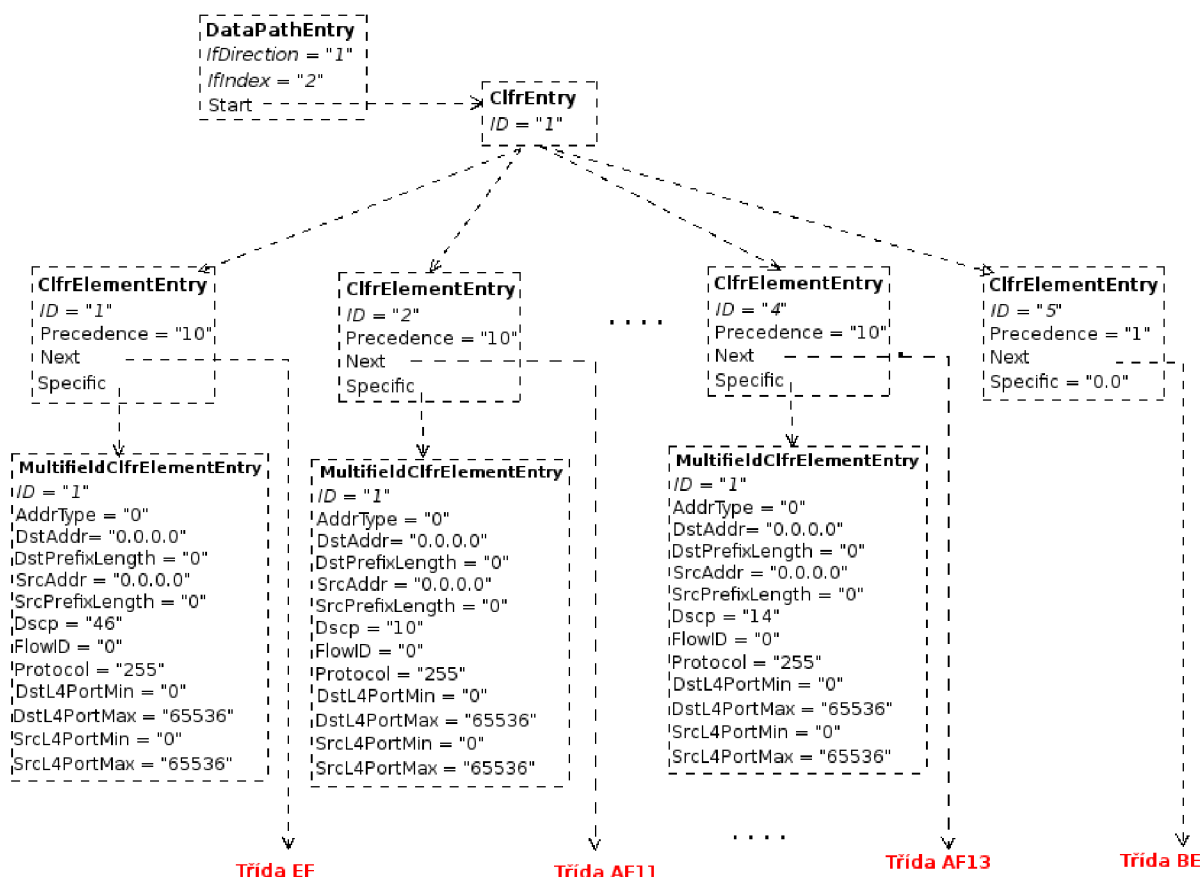 DataPathEntry
IfDirection = "1"
IfIndex = "2"
Start
ClfrEntry
ID = "1"
ClfrElementEntry
ID = "1"
Precedence = "10"
Next
Specific
ClfrElementEntry
ID = "2"
Precedence = "10"
Next
Specific
. . . .
ClfrElementEntry
ID = "4"
Precedence = "10"
Next
Specific
ClfrElementEntry
ID = "5"
Precedence = "1"
Next
Specific = "0.0"
MultifieldClfrElementEntry
ID = "1"
AddrType = "0"
DstAddr= "0.0.0.0"
DstPrefixLength = "0"
SrcAddr = "0.0.0.0"
SrcPrefixLength = "0"
Dscp = "46"
FlowID = "0"
Protocol = "255"
DstL4PortMin = "0"
DstL4PortMax = "65536"
SrcL4PortMin = "0"
SrcL4PortMax = "65536"
MultifieldClfrElementEntry
ID = "1"
AddrType = "0"
DstAddr= "0.0.0.0"
DstPrefixLength = "0"
SrcAddr = "0.0.0.0"
SrcPrefixLength = "0"
Dscp = "10"
FlowID = "0"
Protocol = "255"
DstL4PortMin = "0"
DstL4PortMax = "65536"
SrcL4PortMin = "0"
SrcL4PortMax = "65536"
MultifieldClfrElementEntry
ID = "1"
AddrType = "0"
DstAddr= "0.0.0.0"
DstPrefixLength = "0"
SrcAddr = "0.0.0.0"
SrcPrefixLength = "0"
Dscp = "14"
FlowID = "0"
Protocol = "255"
DstL4PortMin = "0"
DstL4PortMax = "65536"
SrcL4PortMin = "0"
SrcL4PortMax = "65536"
. . . .
Třída EF
Třída AF11
Třída AF13
Třída BE